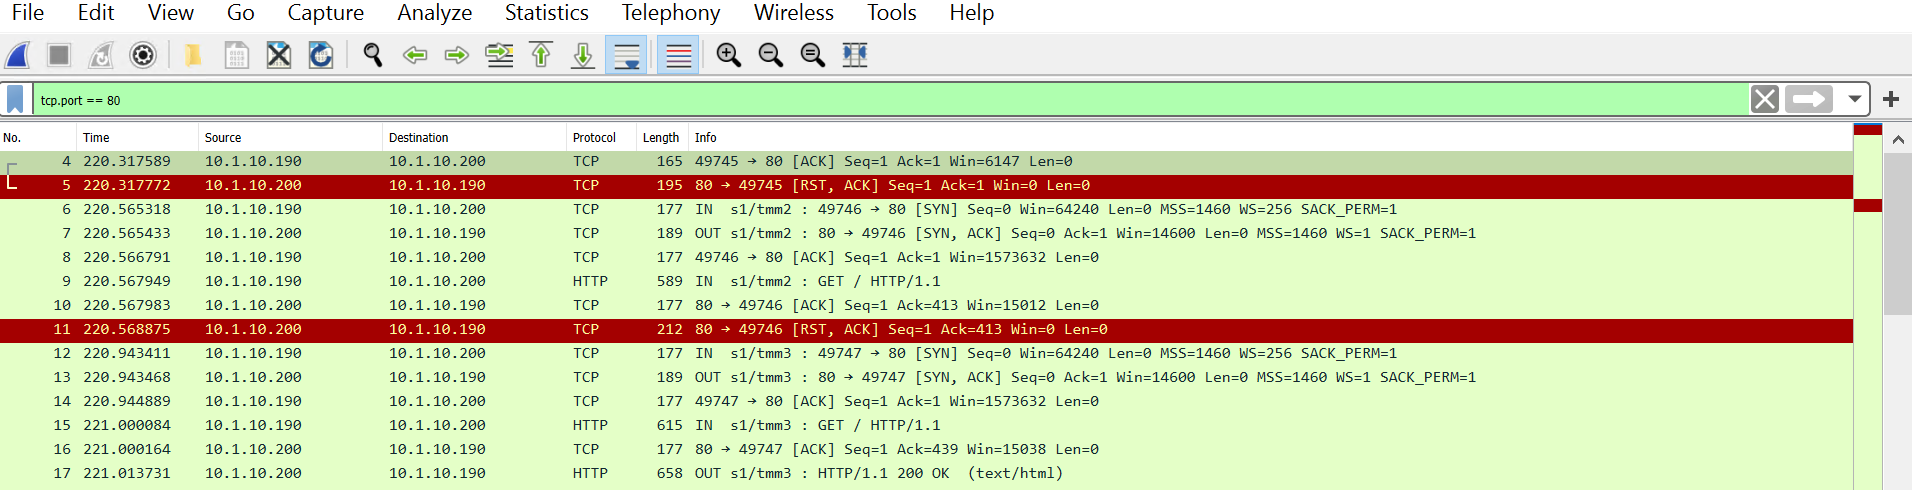 File Edit View Go Capture Analyze Statistics Telephony Wireless Tools Help
tcp.port == 80
No. Time Source Destination Protocol Length Info
4 220.317589 10.1.10.190 10.1.10.200 TCP 165 49745 → 80 [ACK] Seq=1 Ack=1 Win=6147 Len=0
5 220.317772 10.1.10.200 10.1.10.190 TCP 195 80 → 49745 [RST, ACK] Seq=1 Ack=1 Win=0 Len=0
6 220.565318 10.1.10.190 10.1.10.200 TCP 177 IN s1/tmm2 : 49746 → 80 [SYN] Seq=0 Win=64240 Len=0 MSS=1460 WS=256 SACK_PERM=1
7 220.565433 10.1.10.200 10.1.10.190 TCP 189 OUT s1/tmm2 : 80 → 49746 [SYN, ACK] Seq=0 Ack=1 Win=14600 Len=0 MSS=1460 WS=1 SACK_PERM=1
8 220.566791 10.1.10.190 10.1.10.200 TCP 177 49746 → 80 [ACK] Seq=1 Ack=1 Win=1573632 Len=0
9 220.567949 10.1.10.190 10.1.10.200 HTTP 589 IN s1/tmm2 : GET / HTTP/1.1
10 220.567983 10.1.10.200 10.1.10.190 TCP 177 80 → 49746 [ACK] Seq=1 Ack=413 Win=15012 Len=0
11 220.568875 10.1.10.200 10.1.10.190 TCP 212 80 → 49746 [RST, ACK] Seq=1 Ack=413 Win=0 Len=0
12 220.943411 10.1.10.190 10.1.10.200 TCP 177 IN s1/tmm3 : 49747 → 80 [SYN] Seq=0 Win=64240 Len=0 MSS=1460 WS=256 SACK_PERM=1
13 220.943468 10.1.10.200 10.1.10.190 TCP 189 OUT s1/tmm3 : 80 → 49747 [SYN, ACK] Seq=0 Ack=1 Win=14600 Len=0 MSS=1460 WS=1 SACK_PERM=1
14 220.944889 10.1.10.190 10.1.10.200 TCP 177 49747 → 80 [ACK] Seq=1 Ack=1 Win=1573632 Len=0
15 221.000084 10.1.10.190 10.1.10.200 HTTP 615 IN s1/tmm3 : GET / HTTP/1.1
16 221.000164 10.1.10.200 10.1.10.190 TCP 177 80 → 49747 [ACK] Seq=1 Ack=439 Win=15038 Len=0
17 221.013731 10.1.10.200 10.1.10.190 HTTP 658 OUT s1/tmm3 : HTTP/1.1 200 OK (text/html)